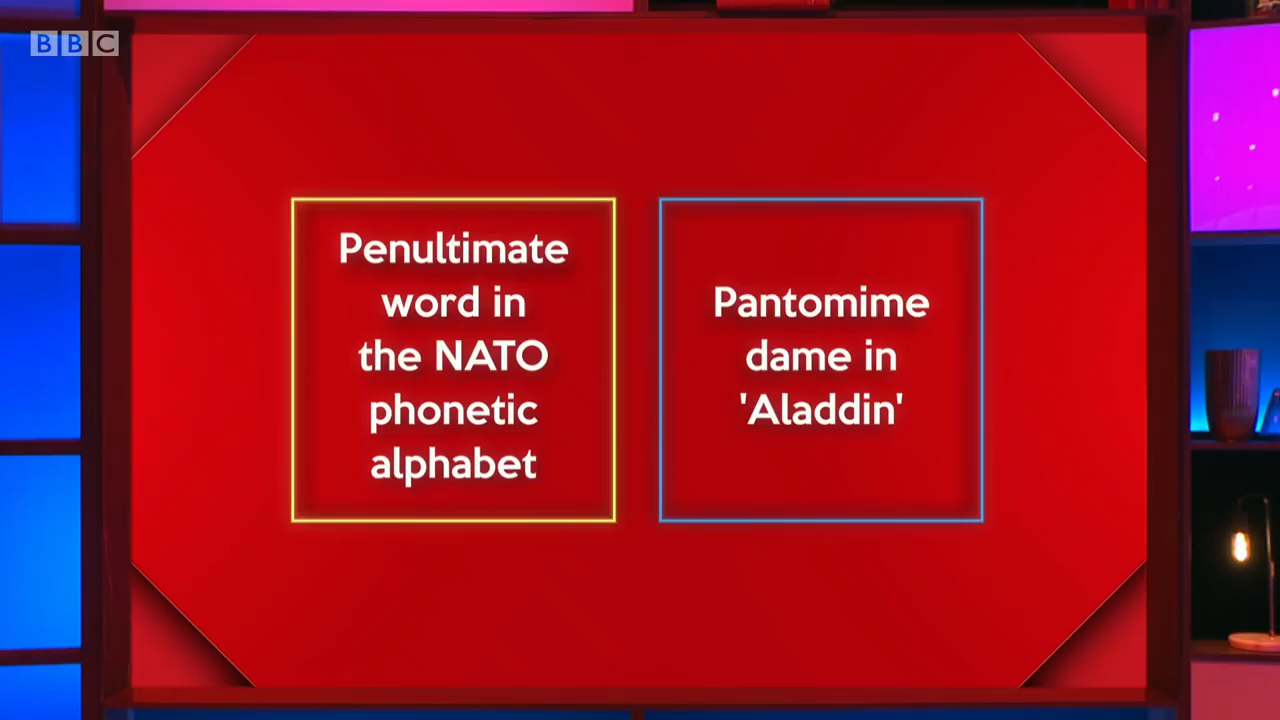 BBC
Penultimate
word in
the NATO
phonetic
alphabet
Pantomime
dame in
'Aladdin'